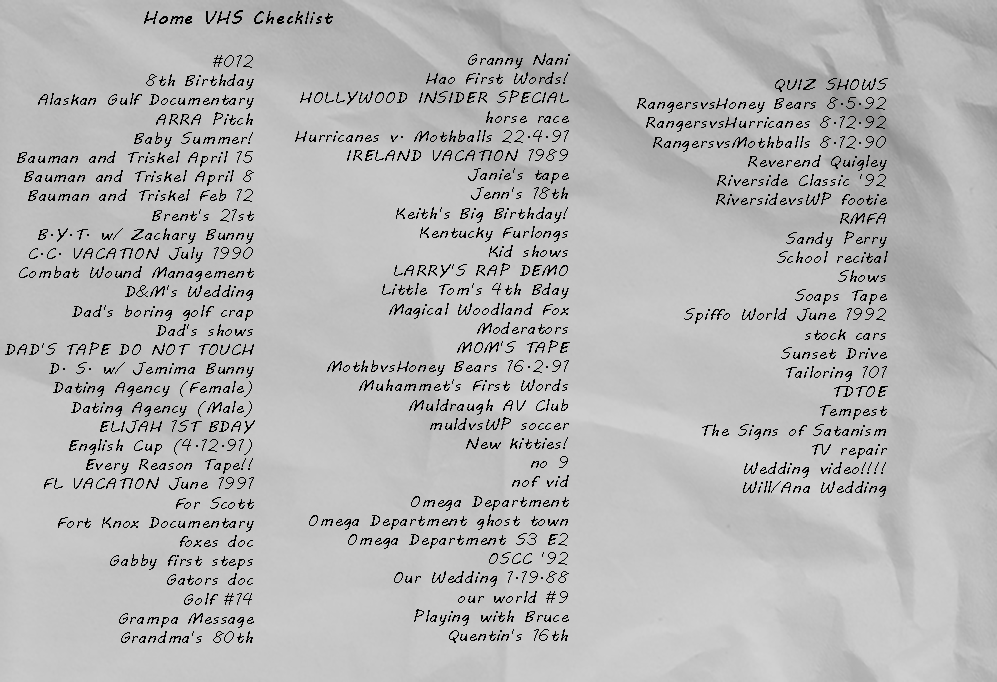 Home VHS Checklist
#012
8th Birthday
Alaskan Gulf Documentary
ARRA Pitch
Baby Summer!
Bauman and Triskel April 15
Bauman and Triskel April 8
Bauman and Triskel Feb 12
Brent's 21st
B.Y.T. w/ Zachary Bunny
C.C. VACATION July 1990
Combat Wound Management
D&M's Wedding
Dad's boring golf crap
Dad's shows
DAD'S TAPE DO NOT TOUCH
D. S. w/ Jemima Bunny
Dating Agency (Female)
Dating Agency (Male)
ELIJAH 1ST BDAY
English Cup (4.12.91)
Every Reason Tape!!
FL VACATION June 1991
For Scott
Fort Knox Documentary
foxes doc
Gabby first steps
Gators doc
Golf #14
Grampa Message
Grandma's 80th
Granny Nani
Hao First Words!
HOLLYWOOD INSIDER SPECIAL
horse race
Hurricanes v. Mothballs 22.4.91
IRELAND VACATION 1989
Janie's tape
Jenn's 18th
Keith's Big Birthday!
Kentucky Furlongs
Kid shows
LARRY'S RAP DEMO
Little Tom's 4th Bday
Magical Woodland Fox
Moderators
MOM'S TAPE
MothbvsHoney Bears 16.2.91
Muhammet's First Words
Muldraugh AV Club
muldvsWP soccer
New kitties!
no 9
nof vid
Omega Department
Omega Department ghost town
Omega Department S3 E2
OSCC '92
Our Wedding 1.19.88
our world #9
Playing with Bruce
Quentin's 16th
QUIZ SHOWS
RangersvsHoney Bears 8.5.92
RangersvsHurricanes 8.12.92
RangersvsMothballs 8.12.90
Reverend Quigley
Riverside Classic '92
RiversidevsWP footie
RMFA
Sandy Perry
School recital
Shows
Soaps Tape
Spiffo World June 1992
stock cars
Sunset Drive
Tailoring 101
TDTOE
Tempest
The Signs of Satanism
TV repair
Wedding video!!!!
Will/Ana Wedding